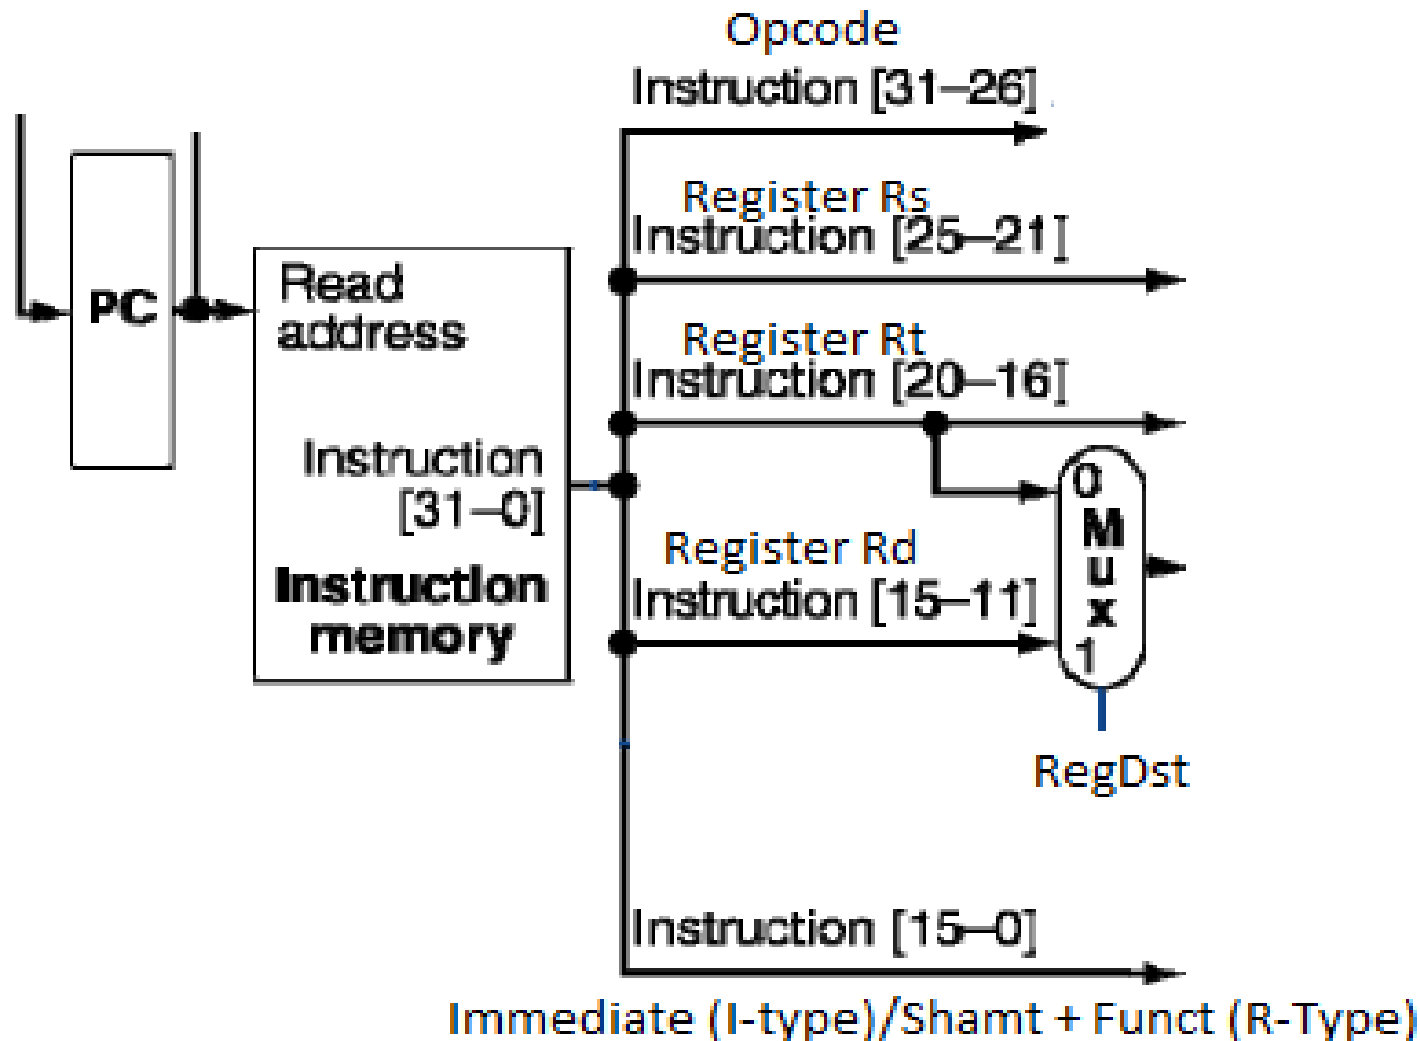 Opcode
Instruction [31–26]
Register Rs
Instruction [25–21]
PC
Read
address
Register Rt
Instruction [20–16]
Instruction
[31–0]
0
M
u
x
1
Register Rd
Instruction [15–11]
Instruction
memory
RegDst
Instruction [15–0]
Immediate (I-type)/Shamt + Funct (R-Type)